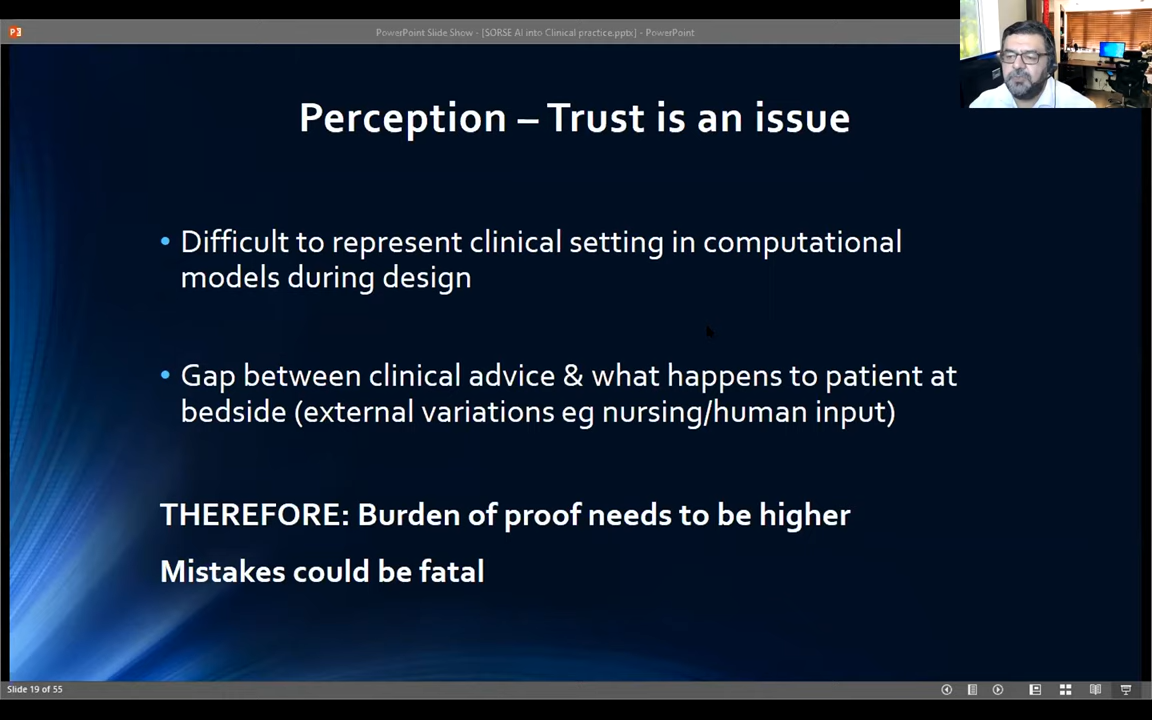 PowerPoint Slide Show - [SORSE AI into Clinical practice.pptx] - PowerPoint
Perception – Trust is an issue
• Difficult to represent clinical setting in computational
models during design
• Gap between clinical advice & what happens to patient at
bedside (external variations eg nursing/human input)
THEREFORE: Burden of proof needs to be higher
Mistakes could be fatal
Slide 19 of 55